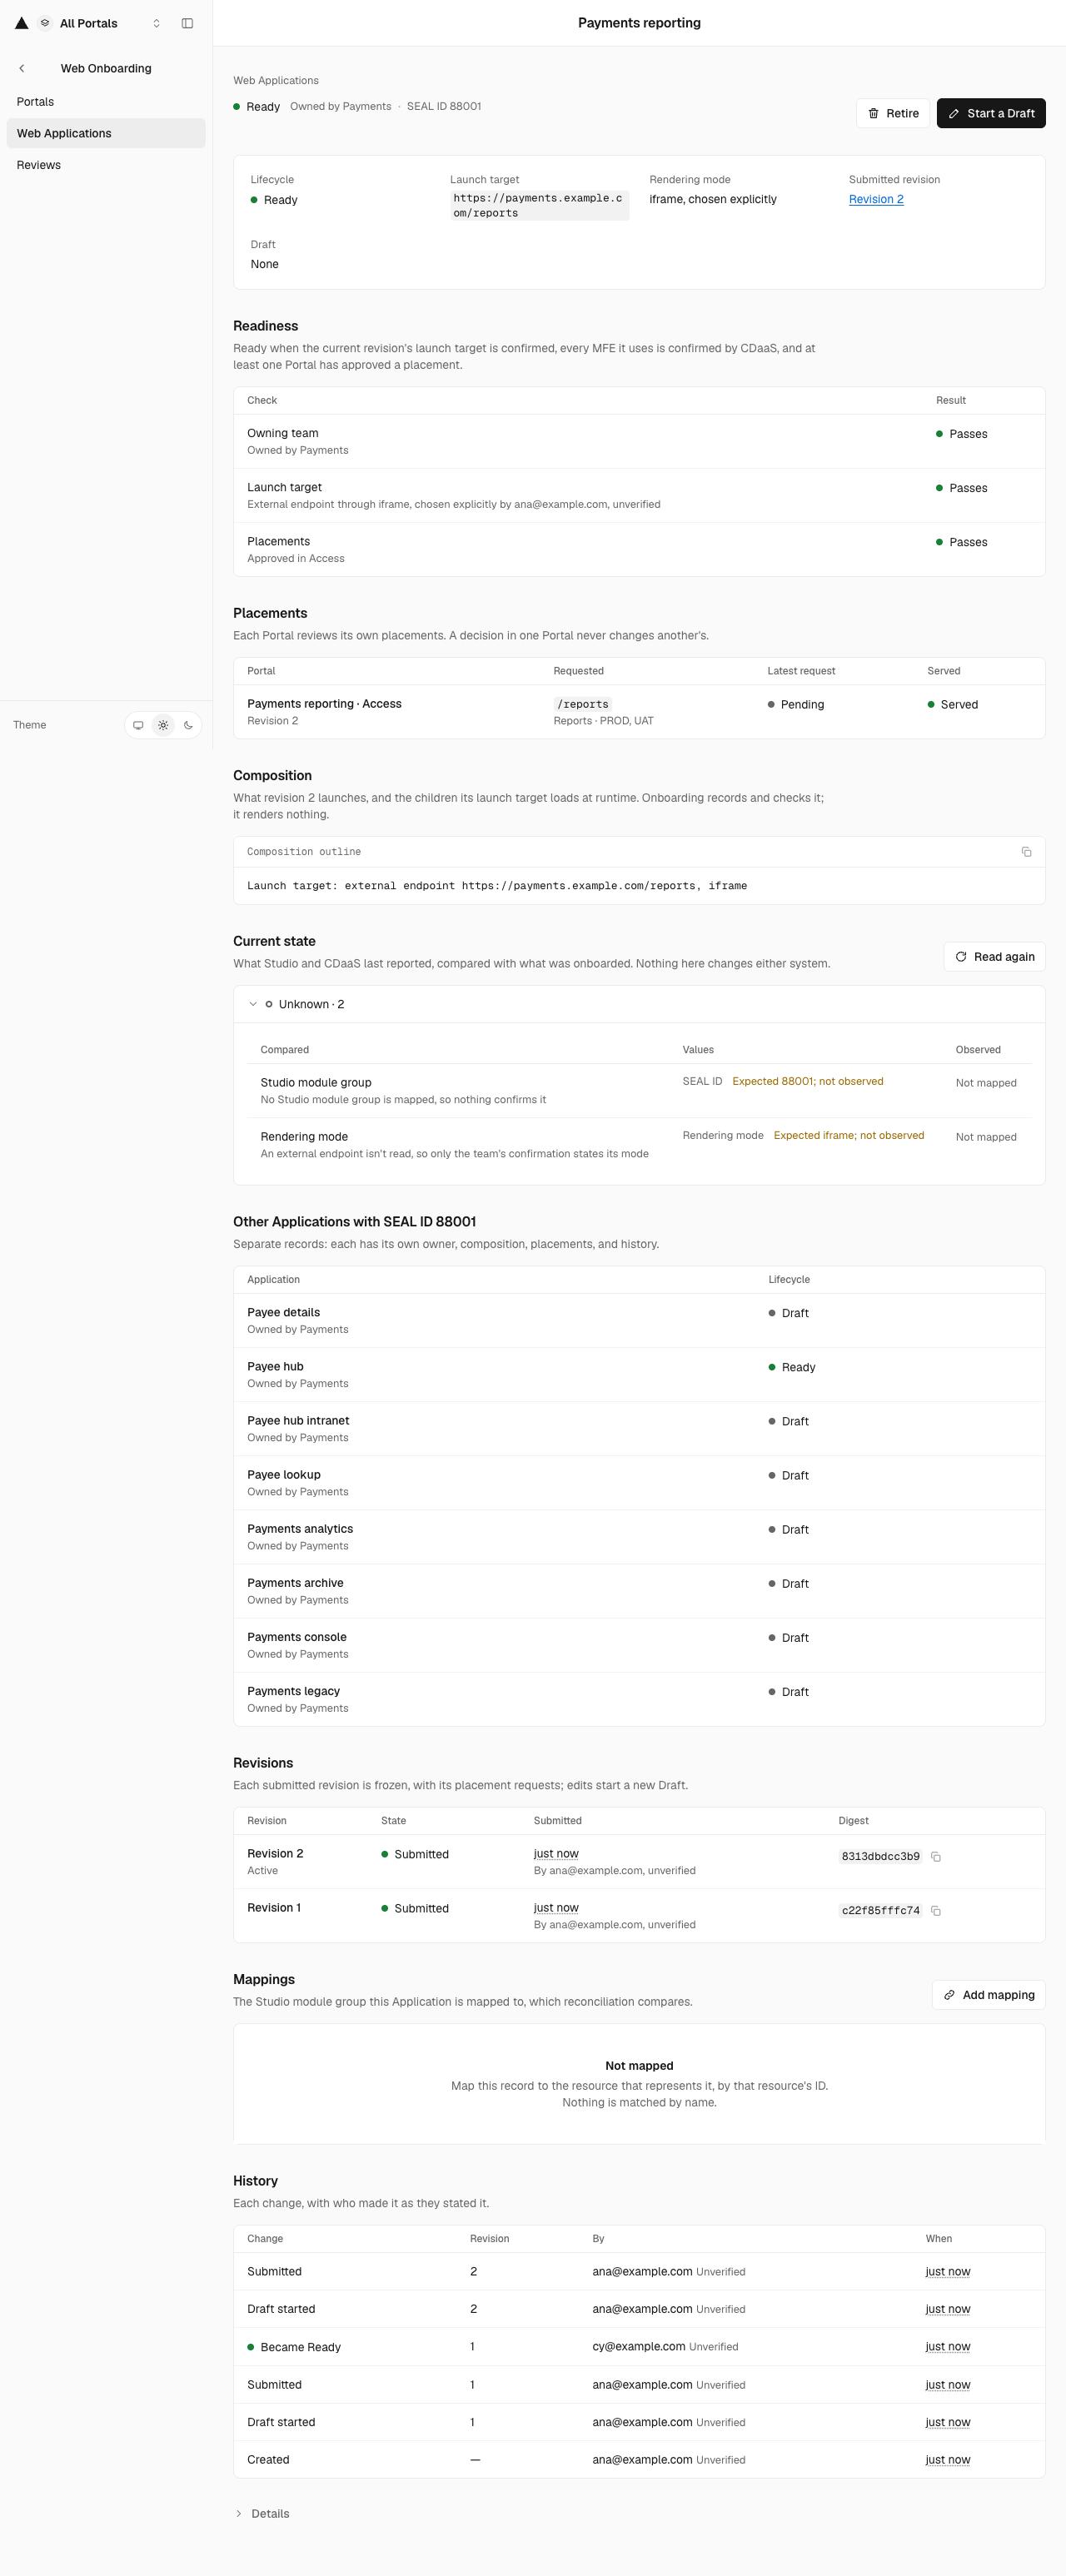 All Portals
Payments reporting
Web Onboarding
Portals
Web Applications
Reviews
Theme
Web Applications
Ready Owned by Payments · SEAL ID 88001
Retire
Start a Draft
Lifecycle
Ready
Launch target
https://payments.example.c
om/reports
Rendering mode
iframe, chosen explicitly
Submitted revision
Revision 2
Draft
None
Readiness
Ready when the current revision's launch target is confirmed, every MFE it uses is confirmed by CDaaS, and at
least one Portal has approved a placement.
Check Result
Owning team Passes
Owned by Payments
Launch target Passes
External endpoint through iframe, chosen explicitly by ana@example.com, unverified
Placements Passes
Approved in Access
Placements
Each Portal reviews its own placements. A decision in one Portal never changes another's.
Portal Requested Latest request Served
Payments reporting · Access /reports Pending Served
Revision 2 Reports · PROD, UAT
Composition
What revision 2 launches, and the children its launch target loads at runtime. Onboarding records and checks it;
it renders nothing.
Composition outline
Launch target: external endpoint https://payments.example.com/reports, iframe
Current state
What Studio and CDaaS last reported, compared with what was onboarded. Nothing here changes either system.
Read again
Unknown · 2
Compared Values Observed
Studio module group SEAL ID Expected 88001; not observed Not mapped
No Studio module group is mapped, so nothing confirms it
Rendering mode Rendering mode Expected iframe; not observed Not mapped
An external endpoint isn't read, so only the team's confirmation states its mode
Other Applications with SEAL ID 88001
Separate records: each has its own owner, composition, placements, and history.
Application Lifecycle
Payee details Draft
Owned by Payments
Payee hub Ready
Owned by Payments
Payee hub intranet Draft
Owned by Payments
Payee lookup Draft
Owned by Payments
Payments analytics Draft
Owned by Payments
Payments archive Draft
Owned by Payments
Payments console Draft
Owned by Payments
Payments legacy Draft
Owned by Payments
Revisions
Each submitted revision is frozen, with its placement requests; edits start a new Draft.
Revision State Submitted Digest
Revision 2 Submitted just now 8313dbdcc3b9
Active By ana@example.com, unverified
Revision 1 Submitted just now c22f85fffc74
By ana@example.com, unverified
Mappings
The Studio module group this Application is mapped to, which reconciliation compares.
Add mapping
Not mapped
Map this record to the resource that represents it, by that resource's ID.
Nothing is matched by name.
History
Each change, with who made it as they stated it.
Change Revision By When
Submitted 2 ana@example.com Unverified just now
Draft started 2 ana@example.com Unverified just now
Became Ready 1 cy@example.com Unverified just now
Submitted 1 ana@example.com Unverified just now
Draft started 1 ana@example.com Unverified just now
Created — ana@example.com Unverified just now
Details